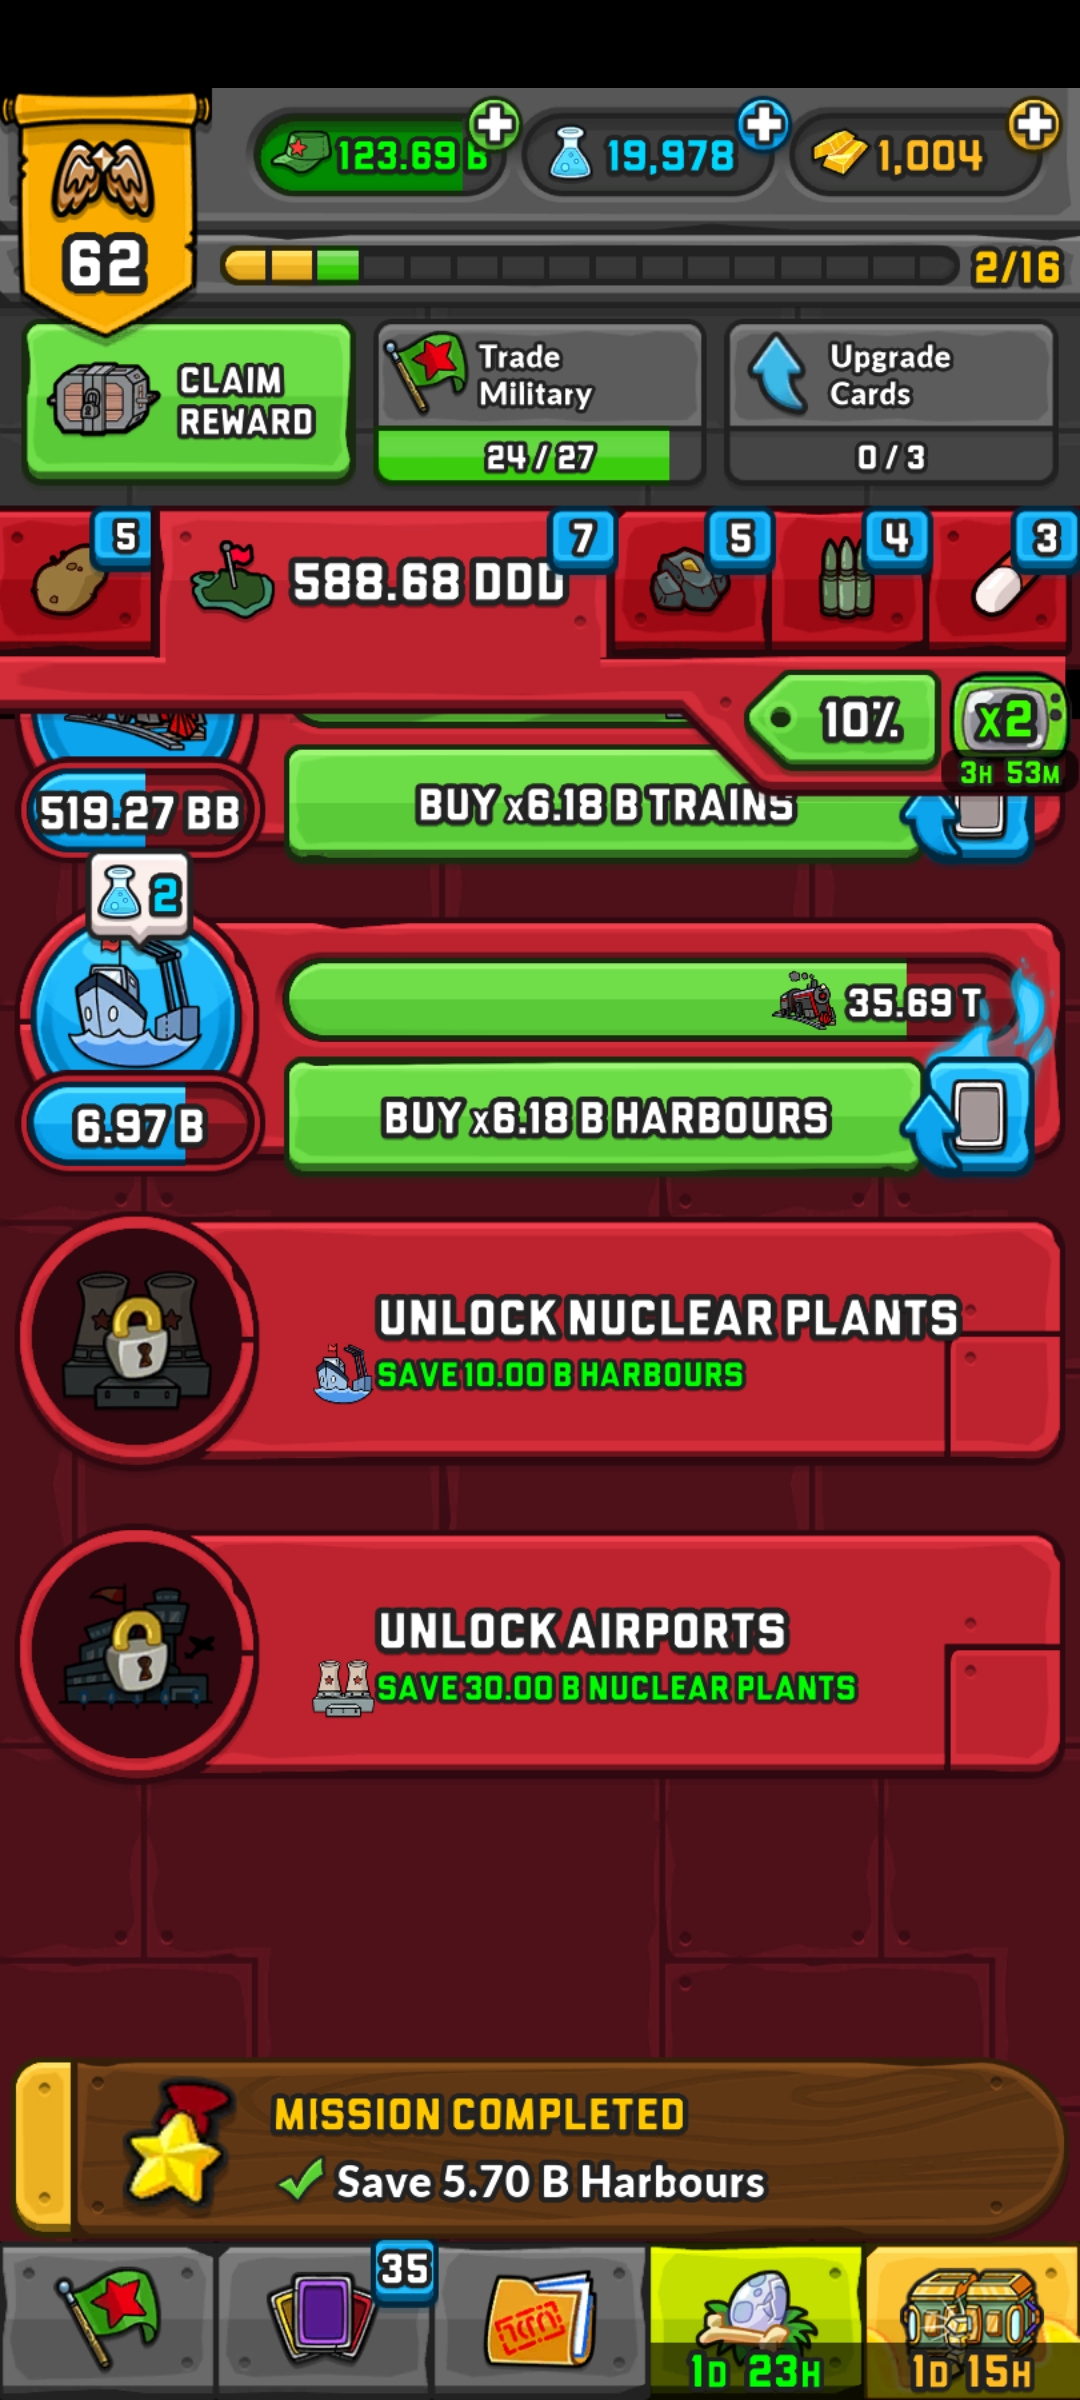 123.69 B
19,978
1,004
62
2/16
CLAIM
REWARD
Trade
Military
24 / 27
Upgrade
Cards
0 / 3
5
588.68 DDD
7
5
4
3
10%
x2
3H 53M
519.27 BB
BUY x6.18 B TRAINS
2
35.69 T
6.97 B
BUY x6.18 B HARBOURS
UNLOCK NUCLEAR PLANTS
SAVE 10.00 B HARBOURS
UNLOCK AIRPORTS
SAVE 30.00 B NUCLEAR PLANTS
MISSION COMPLETED
Save 5.70 B Harbours
35
1D 23H
1D 15H